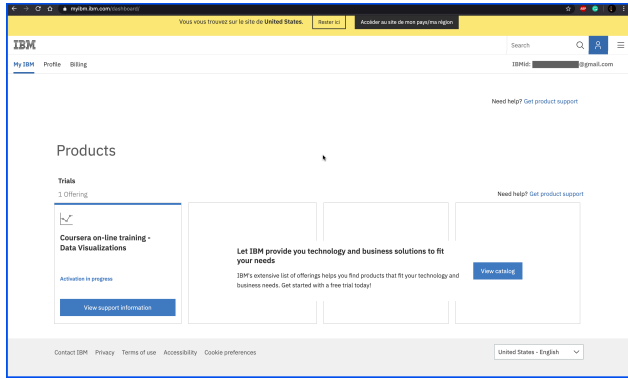 myibm.ibm.com/dashboard/
Vous vous trouvez sur le site de United States. Rester ici Accéder au site de mon pays/ma région
IBM Search
My IBM Profile Billing IBMid: @gmail.com
Need help? Get product support
Products
Trials
1 Offering Need help? Get product support
Coursera on-line training -
Data Visualizations
Activation in progress
View support information
Let IBM provide you technology and business solutions to fit
your needs
IBM's extensive list of offerings helps you find products that fit your technology and
business needs. Get started with a free trial today!
View catalog
Contact IBM Privacy Terms of use Accessibility Cookie preferences United States - English